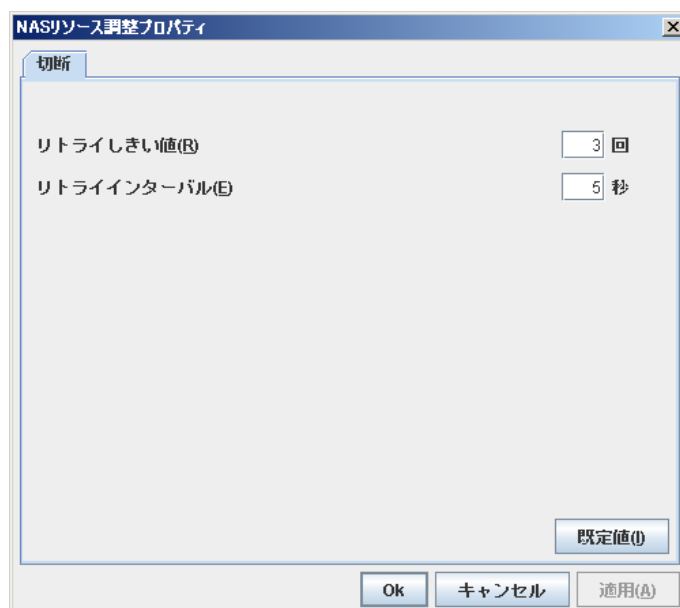 NASリソース調整プロパティ
切断
リトライしきい値(R) 3 回
リトライインターバル(E) 5 秒
既定値(I)
Ok キャンセル 適用(A)